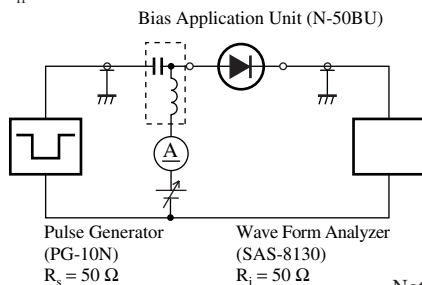 Bias Application Unit (N-50BU)
A
Pulse Generator
(PG-10N)
Rs = 50 Ω
Wave Form Analyzer
(SAS-8130)
Ri = 50 Ω